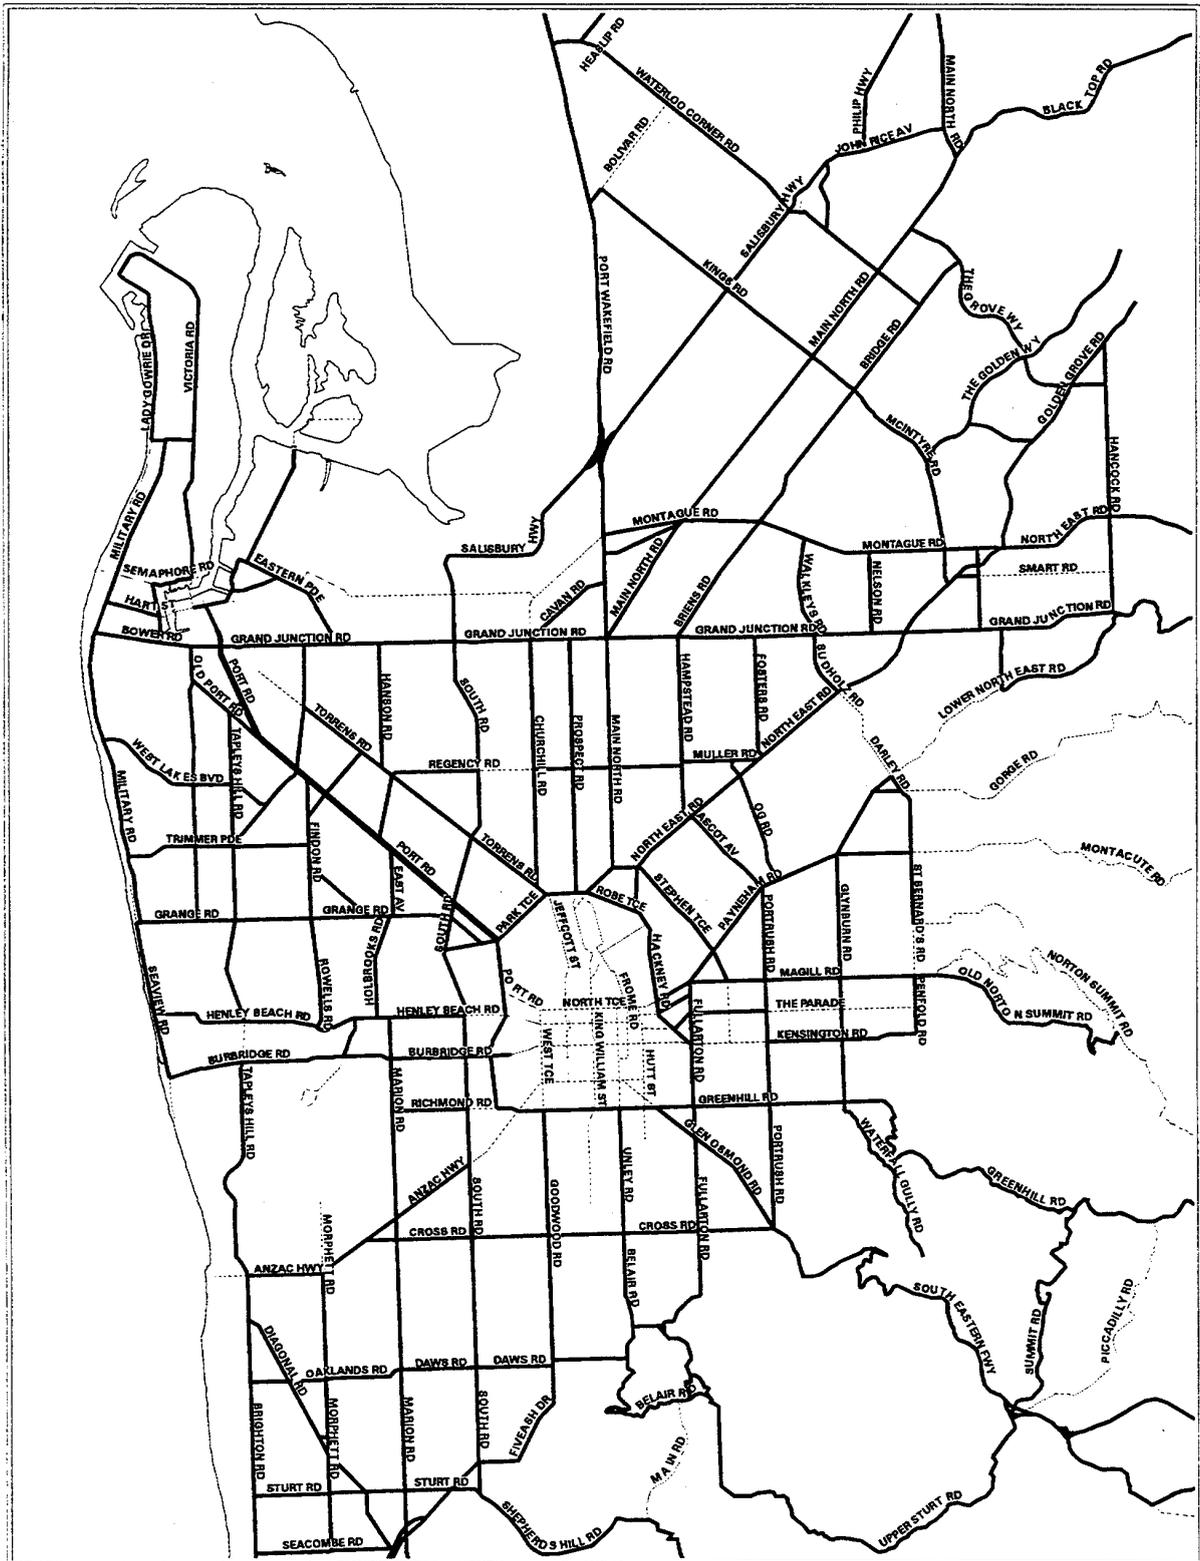 HEASLIP RD
WATERLOO CORNER RD
PHILIP HWY
MAIN NORTH RD
BLACK TOP RD
BOLIVAR RD
JOHN RICE AV
SALISBURY HWY
PORT WAKEFIELD RD
KINGS RD
MAIN NORTH RD
BRIDGE RD
THE GROVE WY
THE GOLDEN WY
GOLDEN GROVE RD
LADY GOWRIE DR
VICTORIA RD
MCINTYRE RD
HANCOCK RD
MILITARY RD
SALISBURY HWY
MONTAGUE RD
MONTAGUE RD
NORTH EAST RD
SEMAPHORE RD
EASTERN PDE
CAVAN RD
MAIN NORTH RD
BRIENS RD
WALKLEYS RD
NELSON RD
SMART RD
HART ST
BOWER RD
GRAND JUNCTION RD
GRAND JUNCTION RD
GRAND JUNCTION RD
GRAND JUNCTION RD
OLD PORT RD
PORT RD
HANSON RD
SOUTH RD
HAMPSTEAD RD
FOSTERS RD
SUDHOLZ RD
LOWER NORTH EAST RD
TORRENS RD
CHURCHILL RD
PROSPECT RD
MAIN NORTH RD
NORTH EAST RD
WEST LAKES BVD
TAPLEYS HILL RD
REGENCY RD
MULLER RD
DARLEY RD
GORGE RD
MILITARY RD
TRIMMER PDE
FINDON RD
PORT RD
TORRENS RD
NORTH EAST RD
ASCOT AV
OG RD
MONTACUTE RD
GRANGE RD
GRANGE RD
EAST AV
SOUTH RD
PARK TCE
ROBE TCE
STEPHEN TCE
PAYNEHAM RD
PORTRUSH RD
GLYNBURN RD
ST BERNARD'S RD
JEFFCOTT ST
HACKNEY RD
SEAVIEW RD
ROWELLS RD
HOLBROOKS RD
PORT RD
FROME RD
MAGILL RD
OLD NORTON SUMMIT RD
NORTON SUMMIT RD
HENLEY BEACH RD
HENLEY BEACH RD
NORTH TCE
THE PARADE
PENFOLD RD
KENSINGTON RD
FULLARTON RD
BURBRIDGE RD
BURBRIDGE RD
WEST TCE
KING WILLIAM ST
HUTT ST
TAPLEYS HILL RD
MARION RD
RICHMOND RD
GREENHILL RD
GLEN OSMOND RD
PORTRUSH RD
WATERFALL GULLY RD
GREENHILL RD
ANZAC HWY
UNLEY RD
FULLARTON RD
GOODWOOD RD
SOUTH RD
CROSS RD
CROSS RD
MORPHETT RD
ANZAC HWY
BELAIR RD
SOUTH EASTERN FWY
SUMMIT RD
PICCADILLY RD
DIAGONAL RD
OAKLANDS RD
DAWS RD
DAWS RD
BELAIR RD
BRIGHTON RD
MORPHETT RD
MARION RD
SOUTH RD
FIVEASH DR
MAIN RD
STURT RD
STURT RD
SEACOMBE RD
SHEPHERDS HILL RD
UPPER STURT RD